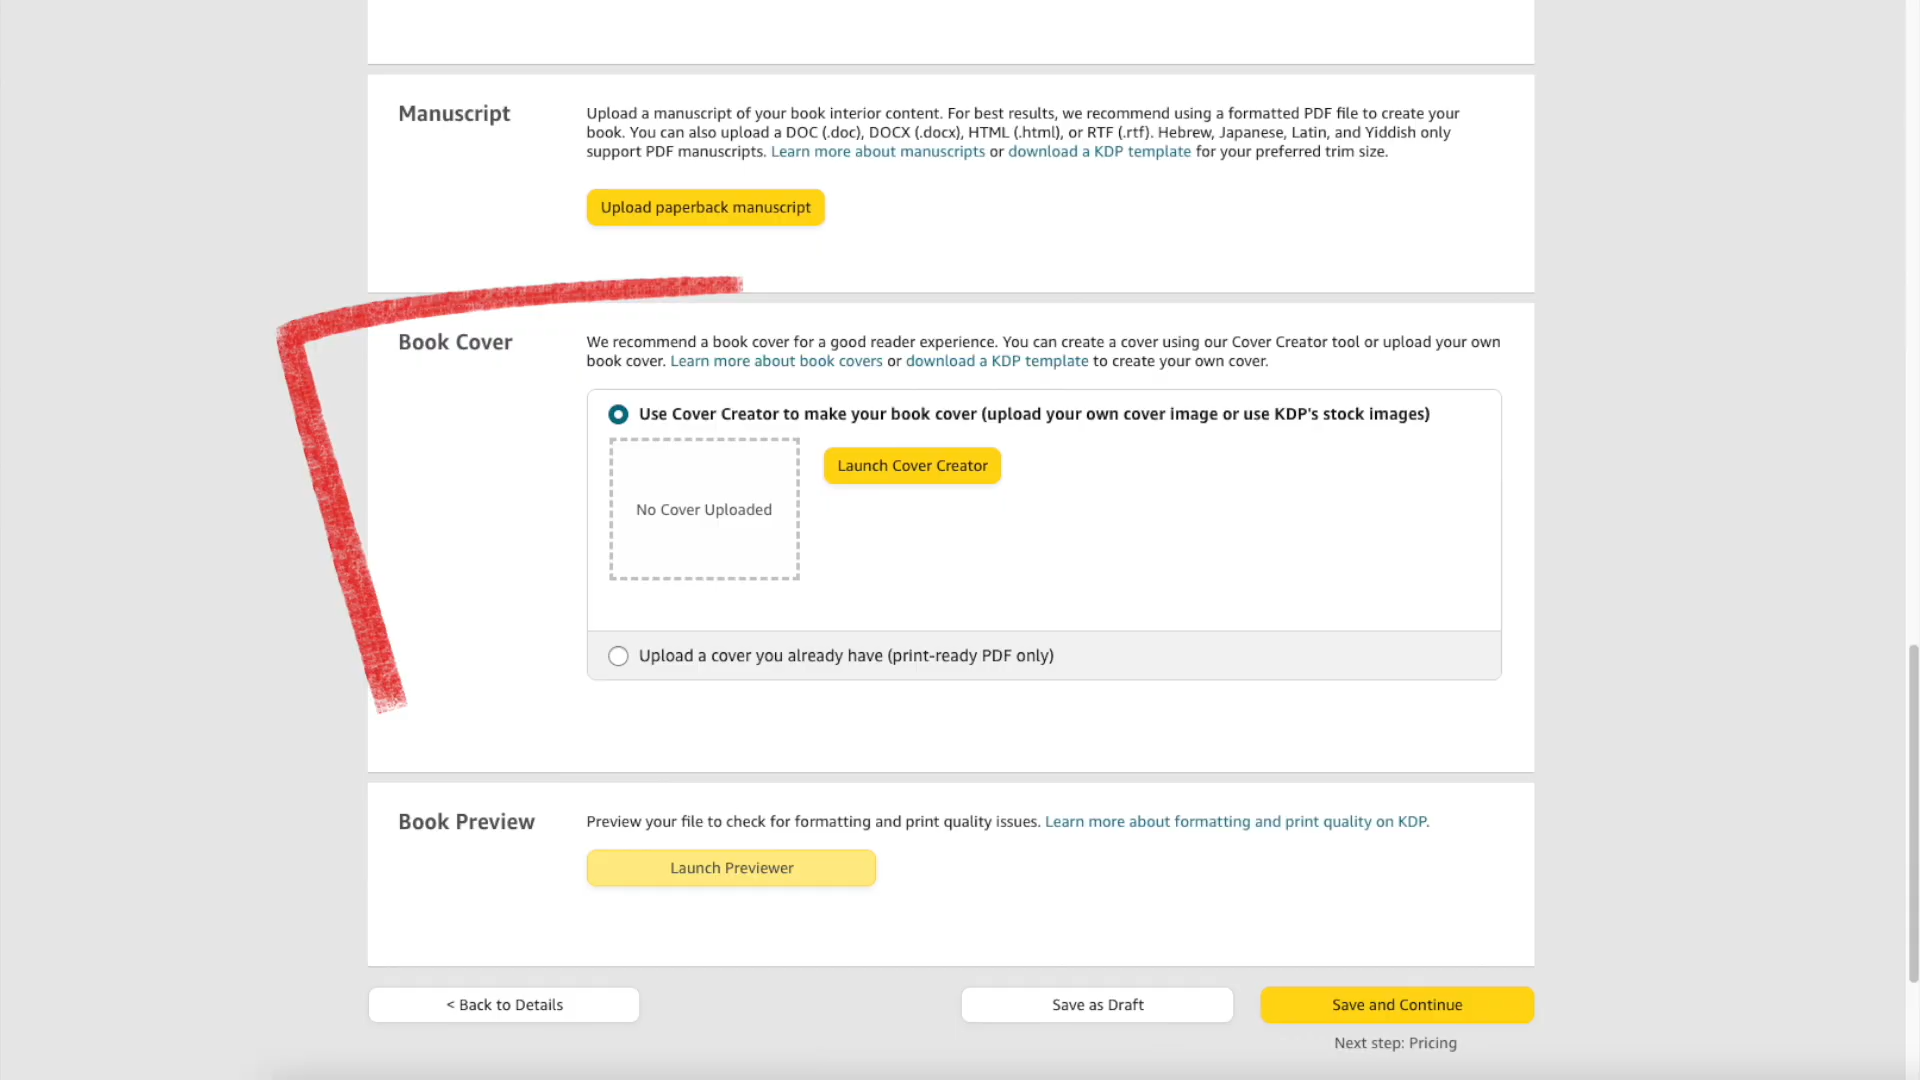 Manuscript
Upload a manuscript of your book interior content. For best results, we recommend using a formatted PDF file to create your
book. You can also upload a DOC (.doc), DOCX (.docx), HTML (.html), or RTF (.rtf). Hebrew, Japanese, Latin, and Yiddish only
support PDF manuscripts. Learn more about manuscripts or download a KDP template for your preferred trim size.
Upload paperback manuscript
Book Cover
We recommend a book cover for a good reader experience. You can create a cover using our Cover Creator tool or upload your own
book cover. Learn more about book covers or download a KDP template to create your own cover.
Use Cover Creator to make your book cover (upload your own cover image or use KDP's stock images)
Launch Cover Creator
No Cover Uploaded
Upload a cover you already have (print-ready PDF only)
Book Preview
Preview your file to check for formatting and print quality issues. Learn more about formatting and print quality on KDP.
Launch Previewer
< Back to Details
Save as Draft
Save and Continue
Next step: Pricing